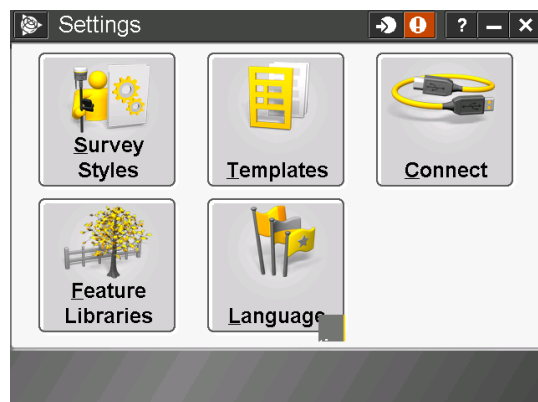 Settings
?
Survey
Styles
Templates
Connect
Feature
Libraries
Language